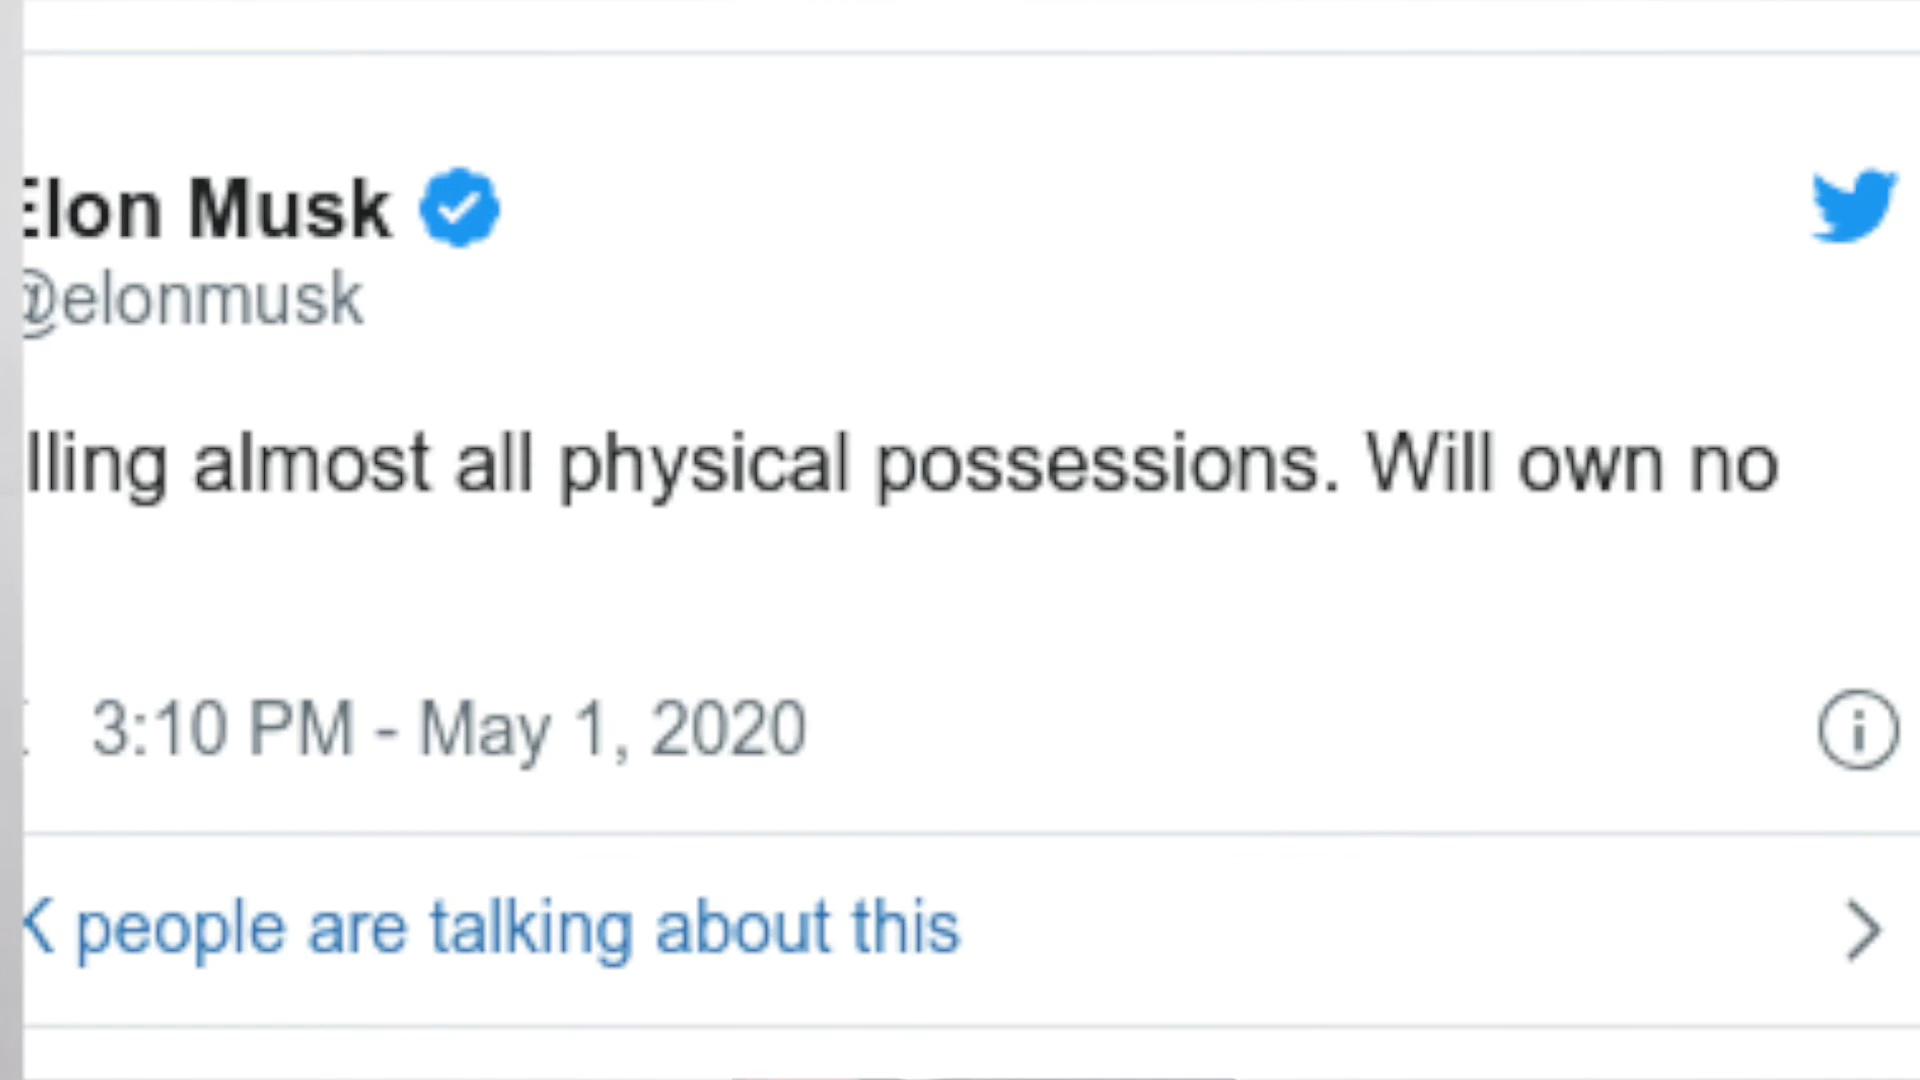 Elon Musk
@elonmusk
lling almost all physical possessions. Will own no
3:10 PM - May 1, 2020
K people are talking about this